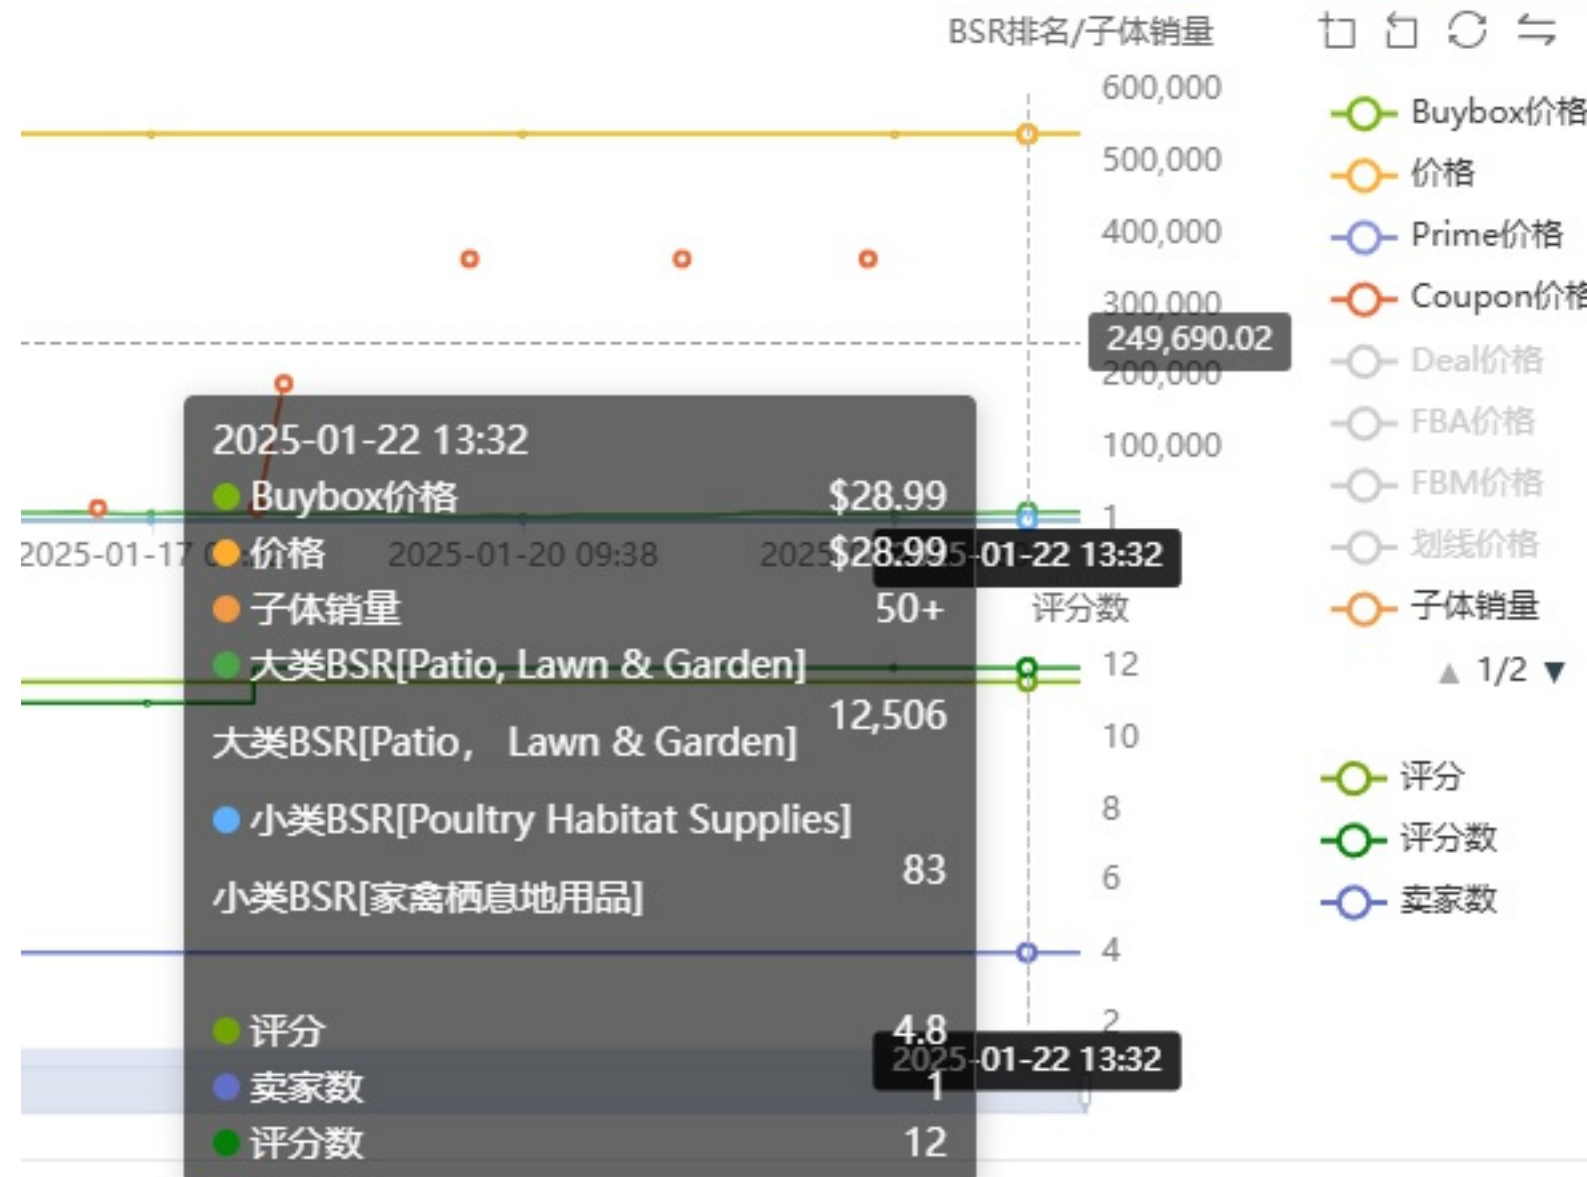 BSR排名/子体销量
600,000
500,000
400,000
300,000
249,690.02
200,000
100,000
1
Buybox价格
价格
Prime价格
Coupon价格
Deal价格
FBA价格
FBM价格
划线价格
子体销量
1/2
2025-01-17
2025-01-20 09:38
2025-01-22 13:32
2025-01-22 13:32
Buybox价格 $28.99
价格 $28.99
子体销量 50+
大类BSR[Patio, Lawn & Garden]
12,506
大类BSR[Patio， Lawn & Garden]
小类BSR[Poultry Habitat Supplies]
83
小类BSR[家禽栖息地用品]
评分 4.8
卖家数 1
评分数 12
评分数
12
10
8
6
4
2
2025-01-22 13:32
评分
评分数
卖家数